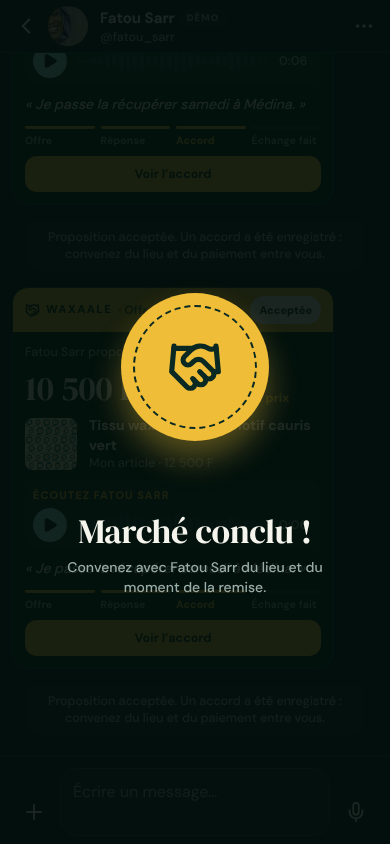 Fatou Sarr DÉMO
@fatou_sarr
0:06
« Je passe la récupérer samedi à Médina. »
Offre Réponse Accord Échange fait
Voir l'accord
Proposition acceptée. Un accord a été enregistré ;
convenez du lieu et du paiement entre vous.
WAXAALE Acceptée
Fatou Sarr
10 500 prix
Tissu cauris
vert
Mon article · 12 500 F
ÉCOUTEZ FATOU SARR
Marché conclu !
Convenez avec Fatou Sarr du lieu et du
moment de la remise.
Offre Réponse Accord Échange fait
Voir l'accord
Proposition acceptée. Un accord a été enregistré ;
convenez du lieu et du paiement entre vous.
Écrire un message…